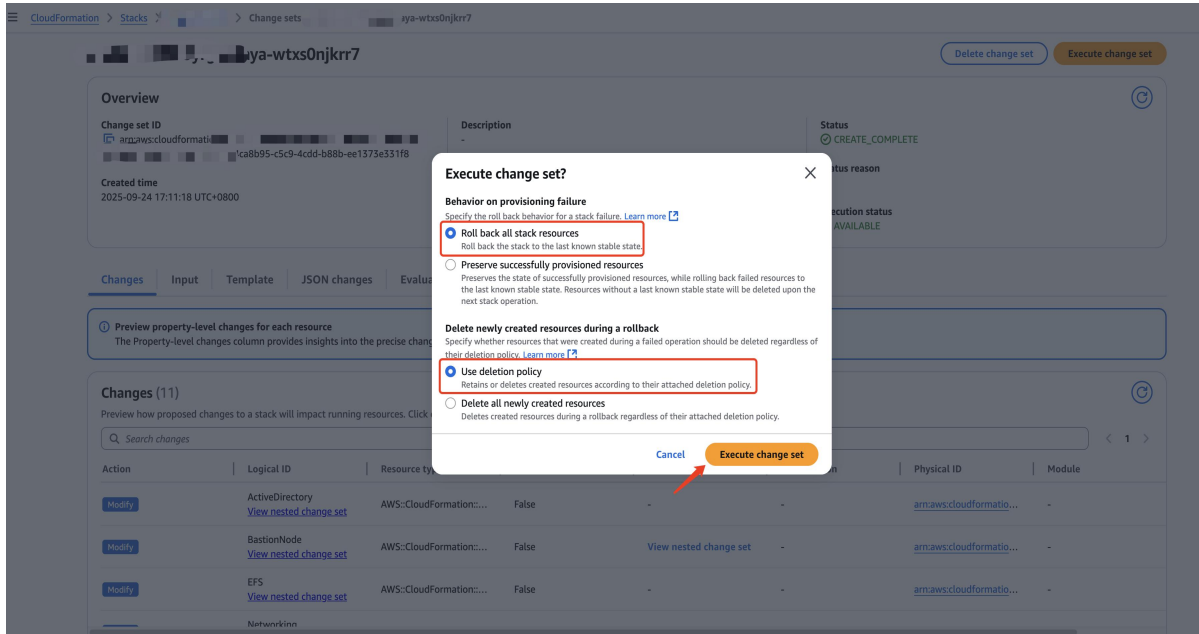 CloudFormation > Stacks > > Change sets aya-wtxs0njkrr7
ya-wtxs0njkrr7
Delete change set Execute change set
Overview
Change set ID
Description
Status
arn:aws:cloudformati
-
CREATE_COMPLETE
ca8b95-c5c9-4cdd-b88b-ee1373e331f8
tus reason
Created time
2025-09-24 17:11:18 UTC+0800
ecution status
AVAILABLE
Execute change set?
Behavior on provisioning failure
Specify the roll back behavior for a stack failure. Learn more
Roll back all stack resources
Roll back the stack to the last known stable state.
Preserve successfully provisioned resources
Preserves the state of successfully provisioned resources, while rolling back failed resources to
the last known stable state. Resources without a last known stable state will be deleted upon the
next stack operation.
Delete newly created resources during a rollback
Specify whether resources that were created during a failed operation should be deleted regardless of
their deletion policy. Learn more
Use deletion policy
Retains or deletes created resources according to their attached deletion policy.
Delete all newly created resources
Deletes created resources during a rollback regardless of their attached deletion policy.
Cancel Execute change set
Changes Input Template JSON changes Evalua
Preview property-level changes for each resource
The Property-level changes column provides insights into the precise chang
Changes (11)
Preview how proposed changes to a stack will impact running resources. Click
Search changes
< 1 >
Action Logical ID Resource ty n Physical ID Module
Modify ActiveDirectory AWS::CloudFormation::... False - - arn:aws:cloudformatio... -
View nested change set
Modify BastionNode AWS::CloudFormation::... False View nested change set - arn:aws:cloudformatio... -
View nested change set
Modify EFS AWS::CloudFormation::... False - - arn:aws:cloudformatio... -
View nested change set
Networking